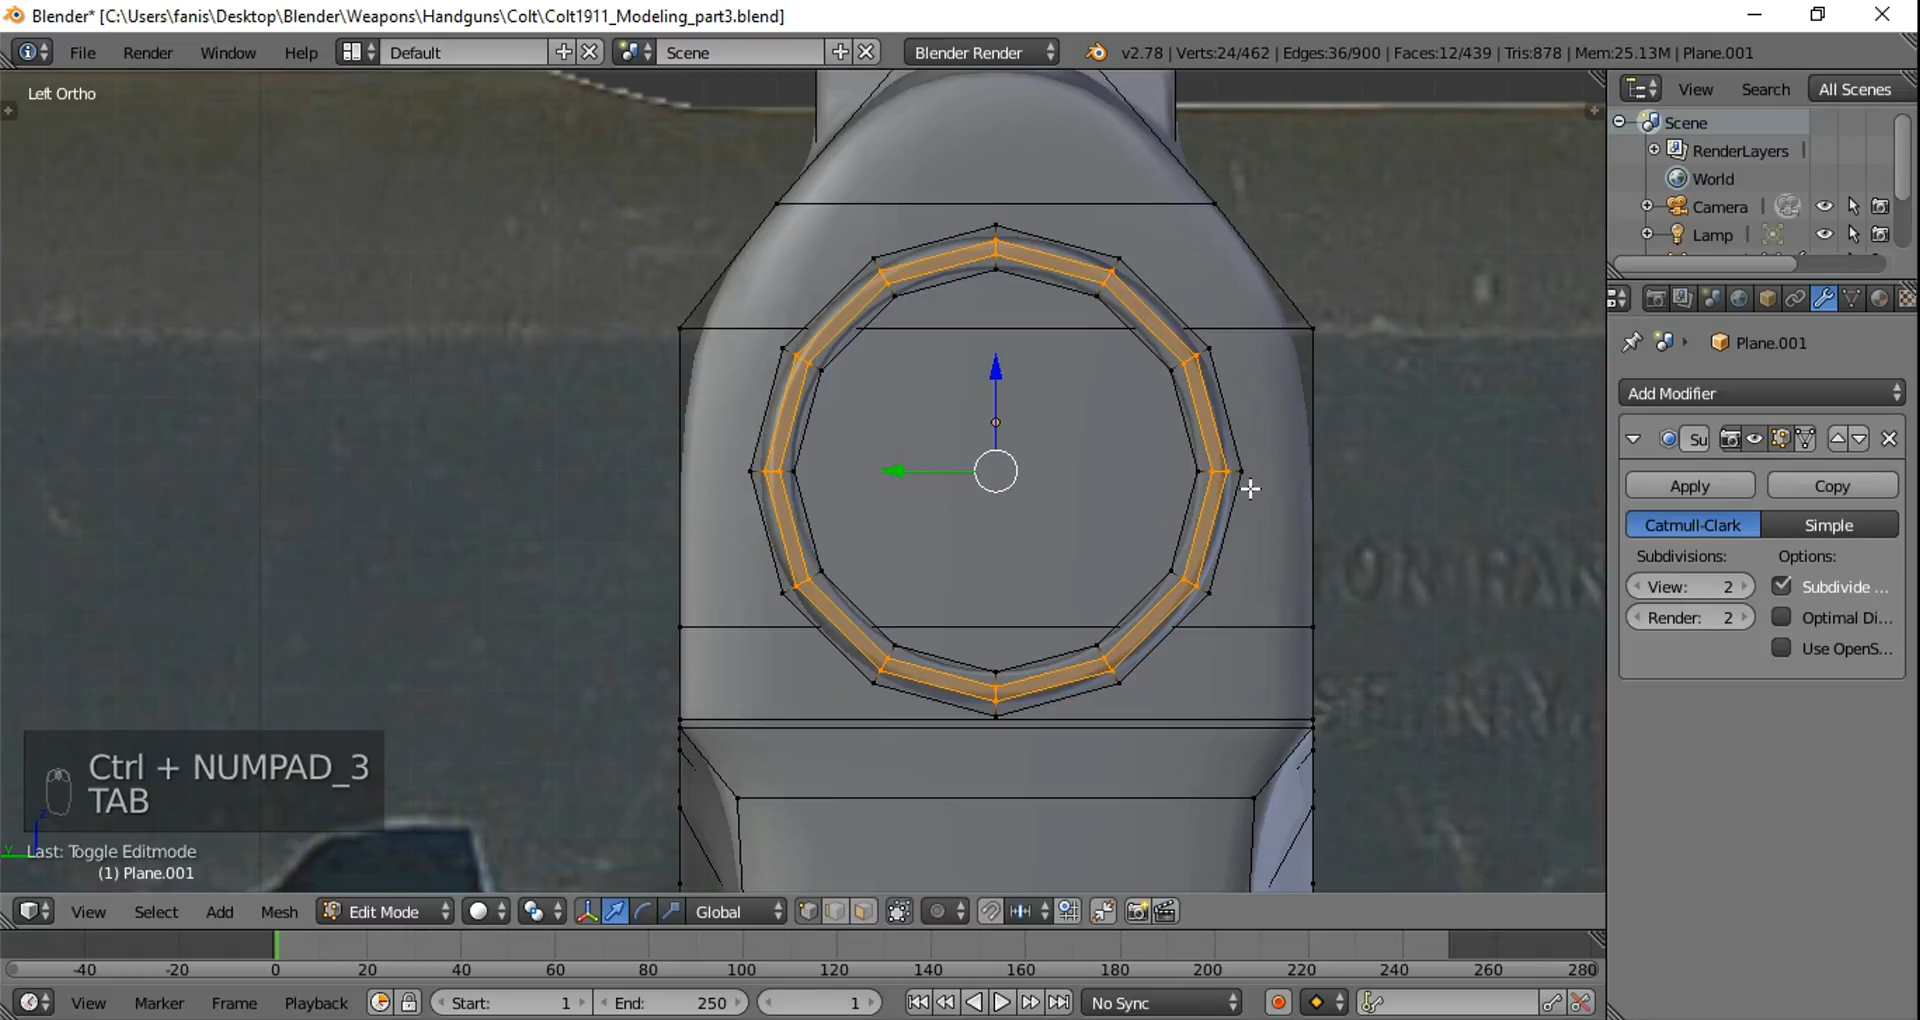 Blender* [C:\Users\fanis\Desktop\Blender\Weapons\Handguns\Colt\Colt1911_Modeling_part3.blend]
File Render Window Help Default Scene Blender Render v2.78 | Verts:24/462 | Edges:36/900 | Faces:12/439 | Tris:878 | Mem:25.13M | Plane.001
Left Ortho
View Search All Scenes
Scene
RenderLayers
World
Camera
Lamp
Plane.001
Add Modifier
Su
Apply Copy
Catmull-Clark Simple
Subdivisions: Options:
View: 2 Subdivide ...
Render: 2 Optimal Di...
Use OpenS...
Ctrl + NUMPAD_3
TAB
Last: Toggle Editmode
(1) Plane.001
View Select Add Mesh Edit Mode Global
-40 -20 0 20 40 60 80 100 120 140 160 180 200 220 240 260 280
View Marker Frame Playback Start: 1 End: 250 1 No Sync